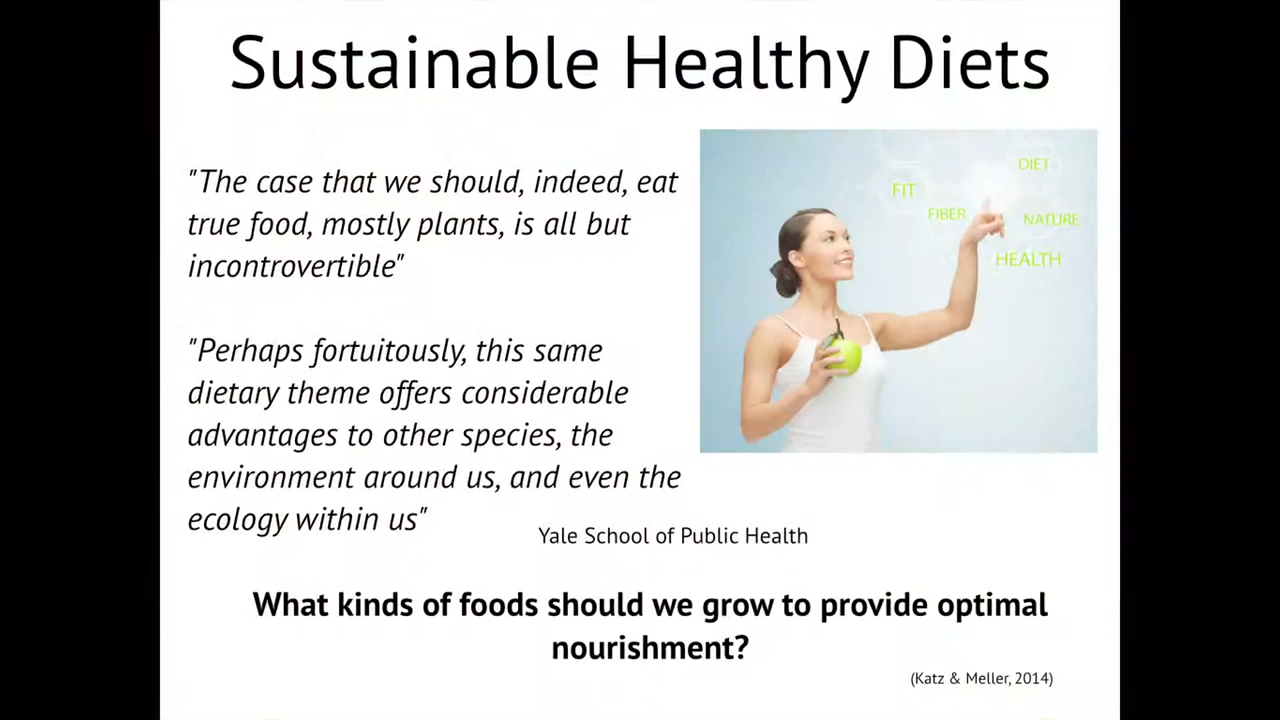 Sustainable Healthy Diets
"The case that we should, indeed, eat
true food, mostly plants, is all but
incontrovertible"
"Perhaps fortuitously, this same
dietary theme offers considerable
advantages to other species, the
environment around us, and even the
ecology within us"
Yale School of Public Health
DIET
FIT
FIBER
NATURE
HEALTH
What kinds of foods should we grow to provide optimal
nourishment?
(Katz & Meller, 2014)